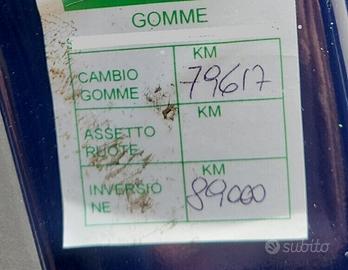 GOMME
KM
CAMBIO 79617
GOMME
KM
ASSETTO
RUOTE
KM
INVERSIO 89000
NE
subito